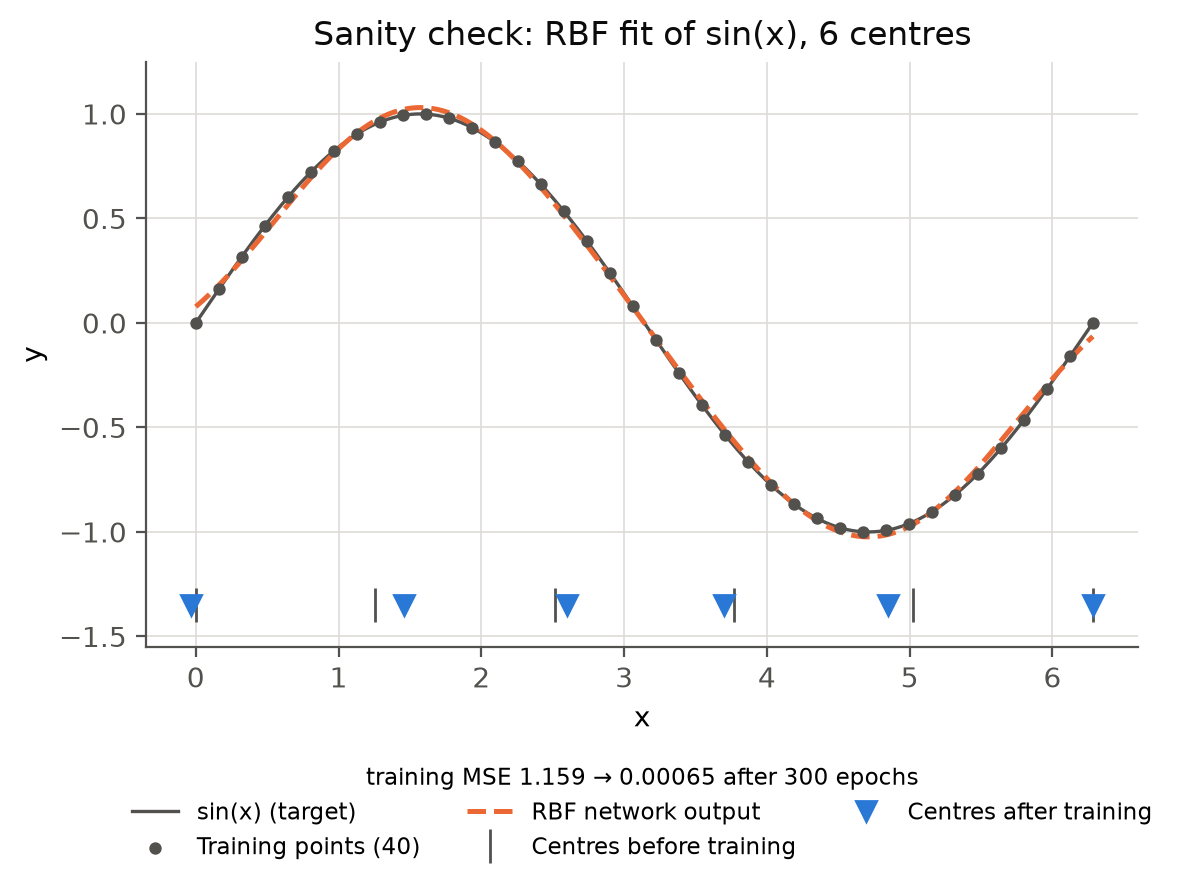 Sanity check: RBF fit of sin(x), 6 centres
1.0
0.5
0.0
−0.5
−1.0
−1.5
y
0 1 2 3 4 5 6
x
training MSE 1.159 → 0.00065 after 300 epochs
sin(x) (target) RBF network output Centres after training
Training points (40) Centres before training